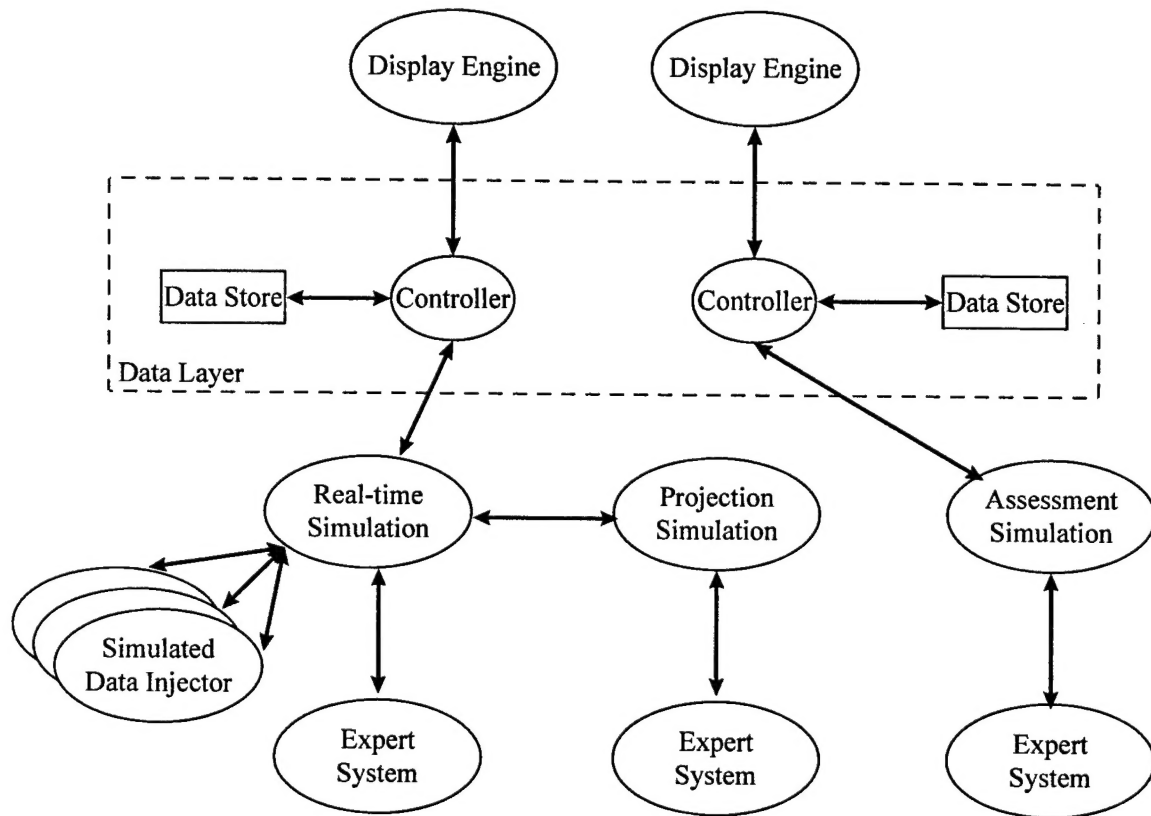 Display Engine
Display Engine
Data Store
Controller
Controller
Data Store
Data Layer
Real-time
Simulation
Projection
Simulation
Assessment
Simulation
Simulated
Data Injector
Expert
System
Expert
System
Expert
System